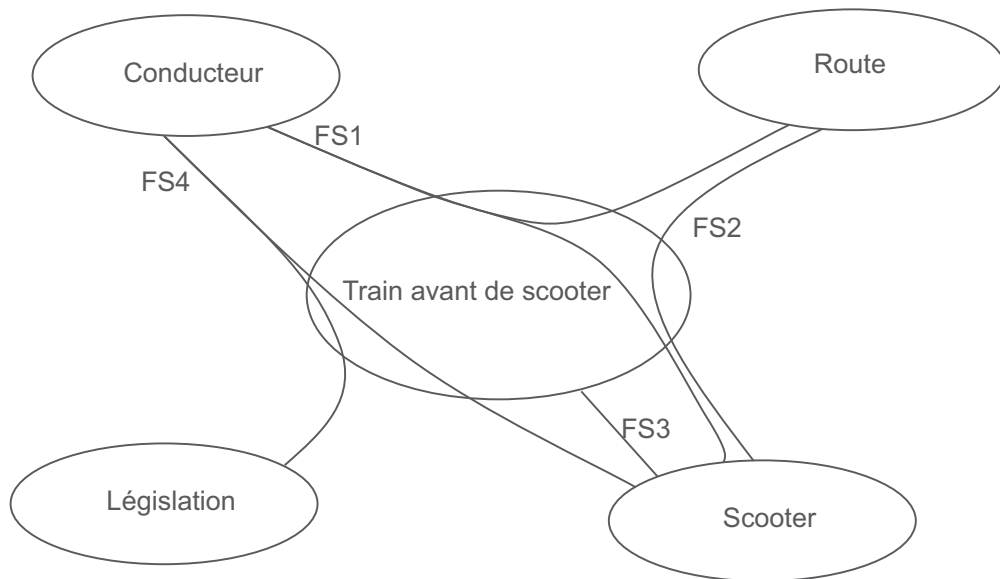 Conducteur
Route
FS1
FS4
FS2
Train avant de scooter
FS3
Législation
Scooter